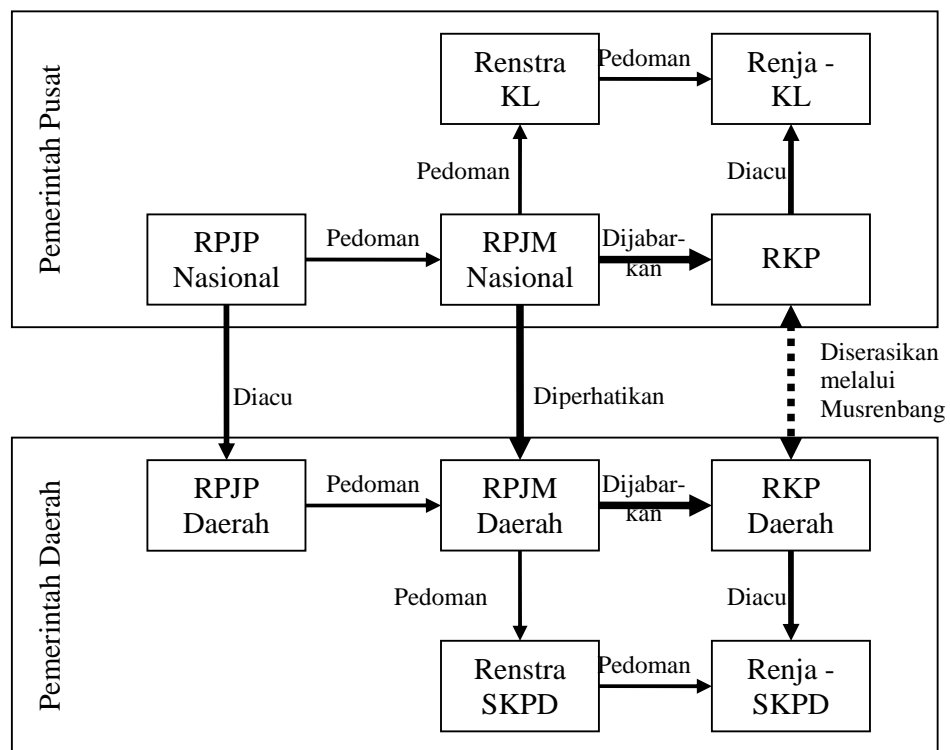 Pemerintah Pusat
Renstra
KL
Pedoman
Renja -
KL
Pedoman
Diacu
RPJP
Nasional
Pedoman
RPJM
Nasional
Dijabar-
kan
RKP
Diacu
Diperhatikan
Diserasikan
melalui
Musrenbang
Pemerintah Daerah
RPJP
Daerah
Pedoman
RPJM
Daerah
Dijabar-
kan
RKP
Daerah
Pedoman
Diacu
Renstra
SKPD
Pedoman
Renja -
SKPD